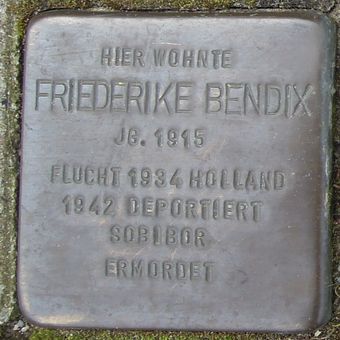 HIER WOHNTE
FRIEDERIKE BENDIX
JG. 1915
FLUCHT 1934 HOLLAND
1942 DEPORTIERT
SOBIBOR
ERMORDET